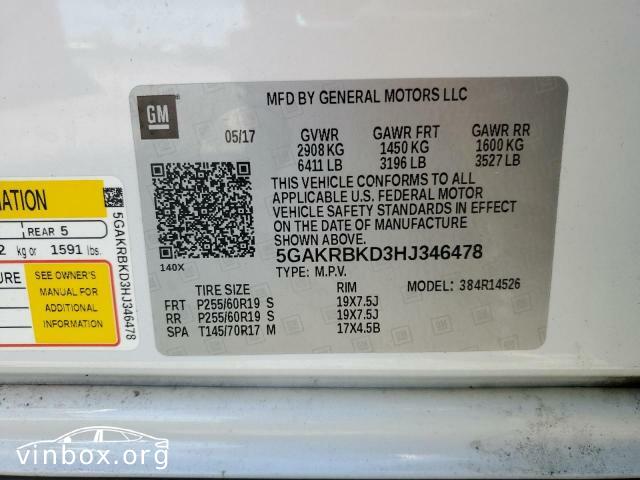 GM
MFD BY GENERAL MOTORS LLC
05/17 GVWR GAWR FRT GAWR RR
2908 KG 1450 KG 1600 KG
6411 LB 3196 LB 3527 LB
THIS VEHICLE CONFORMS TO ALL
APPLICABLE U.S. FEDERAL MOTOR
VEHICLE SAFETY STANDARDS IN EFFECT
ON THE DATE OF MANUFACTURE
SHOWN ABOVE.
140X
5GAKRBKD3HJ346478
TYPE: M.P.V. MODEL: 384R14526
TIRE SIZE RIM
FRT P255/60R19 S 19X7.5J
RR P255/60R19 S 19X7.5J
SPA T145/70R17 M 17X4.5B
REAR 5
kg or 1591 lbs.
SEE OWNER'S
MANUAL FOR
ADDITIONAL
INFORMATION
5GAKRBKD3HJ346478
vinbox.org